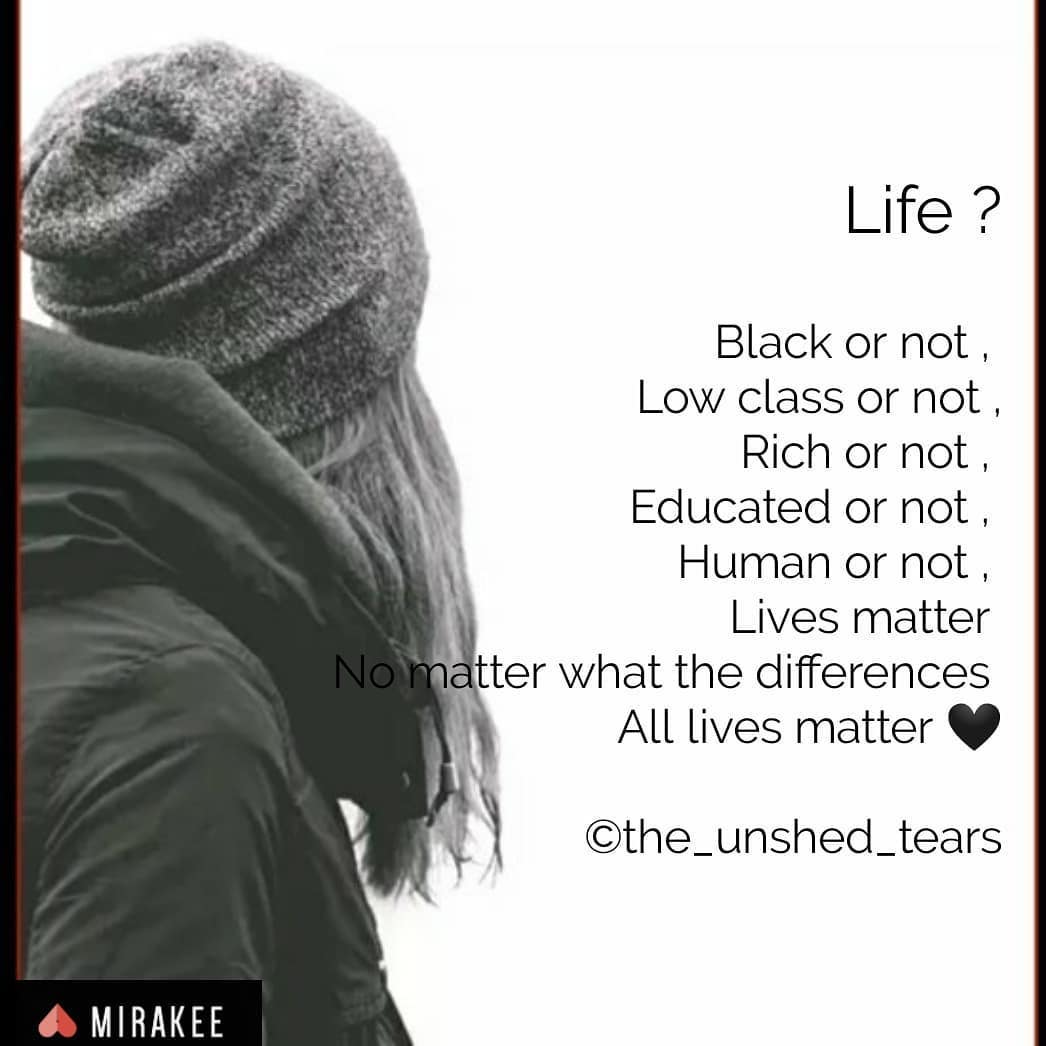 Life ?
Black or not ,
Low class or not ,
Rich or not ,
Educated or not ,
Human or not ,
Lives matter
No matter what the differences
All lives matter 🖤
©the_unshed_tears
MIRAKEE